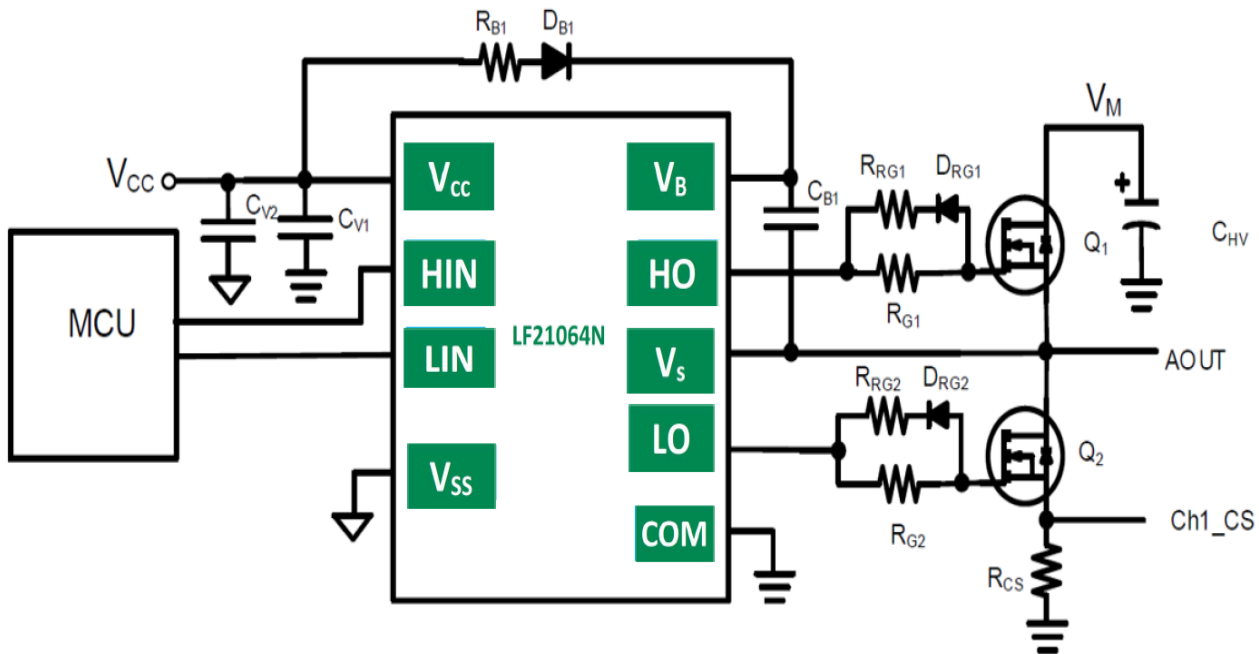 RB1 DB1
VM
VCC
CV2
CV1
VCC
VB
CB1
RRG1 DRG1
Q1
CHV
MCU
HIN
HO
RG1
LF21064N
LIN
Vs
AOUT
RRG2 DRG2
LO
Q2
VSS
RG2
Ch1_CS
COM
RCS